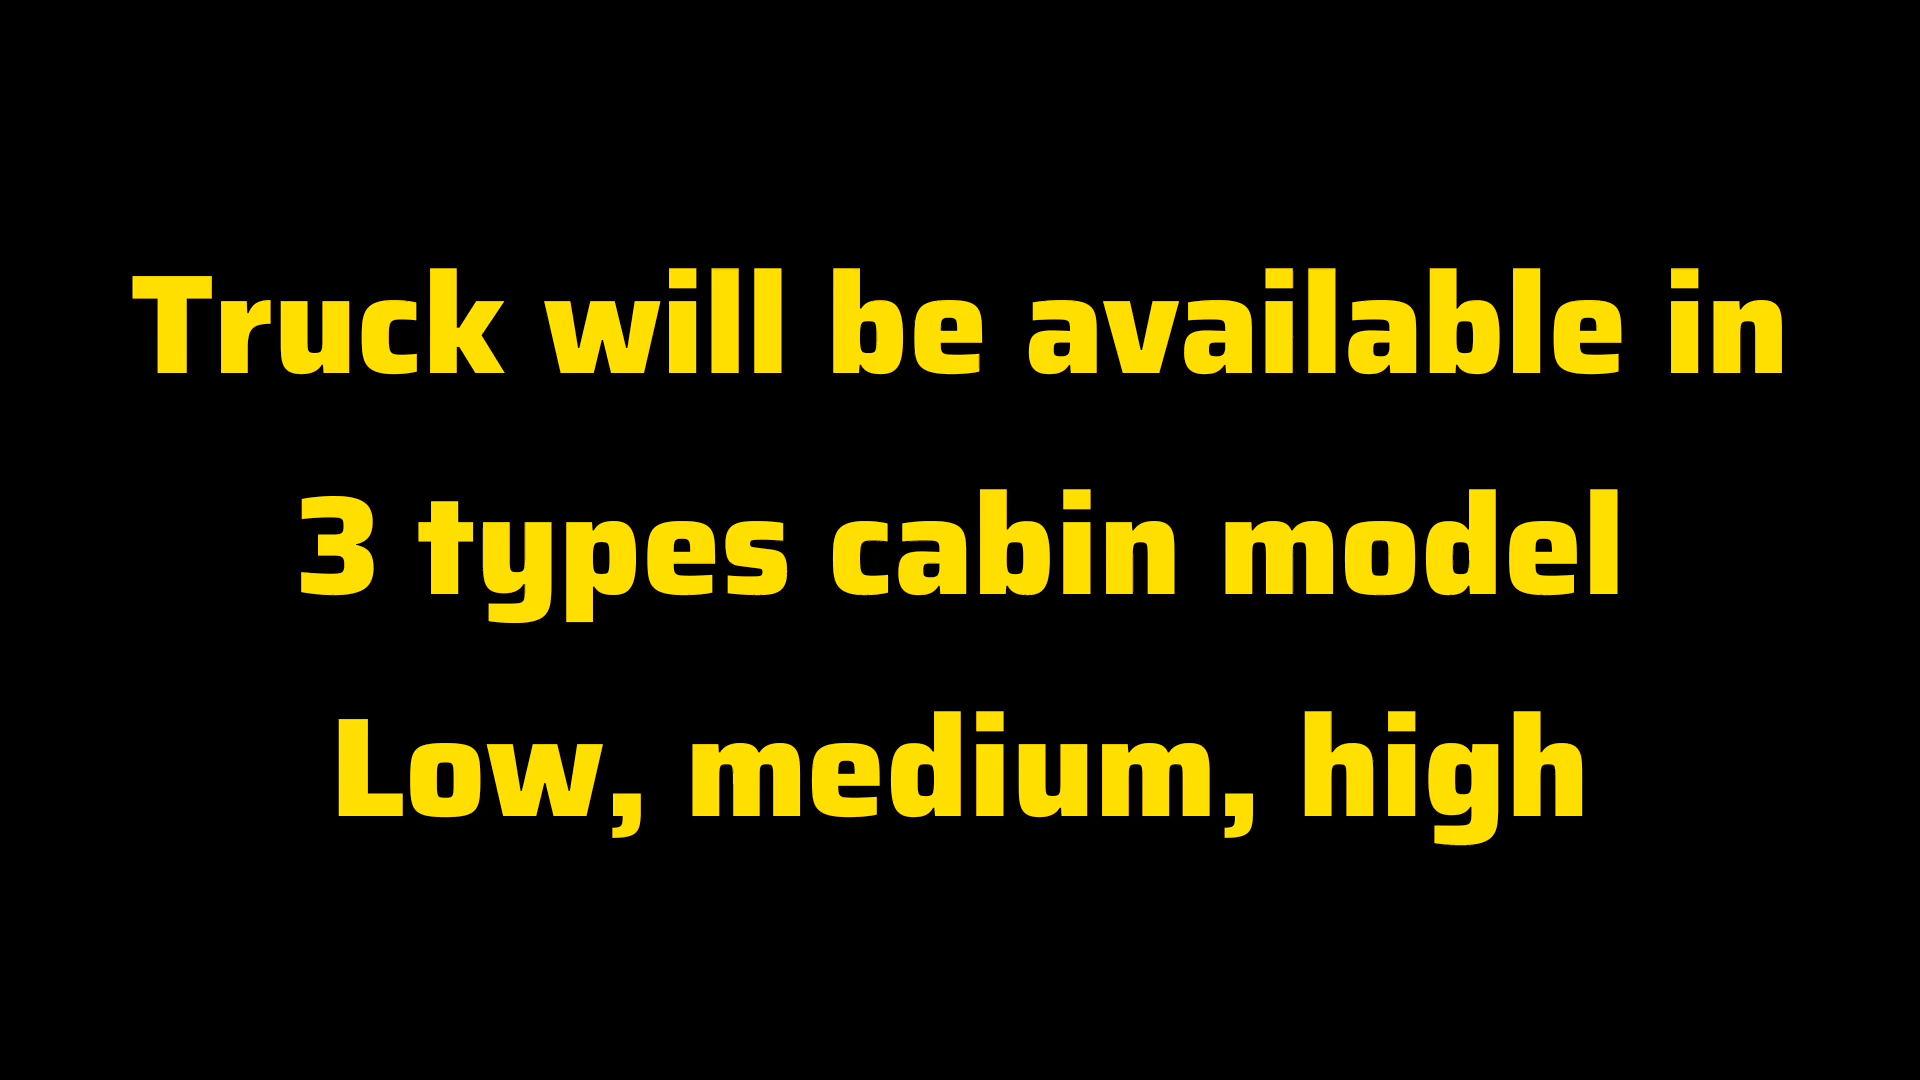 Truck will be available in
3 types cabin model
Low, medium, high